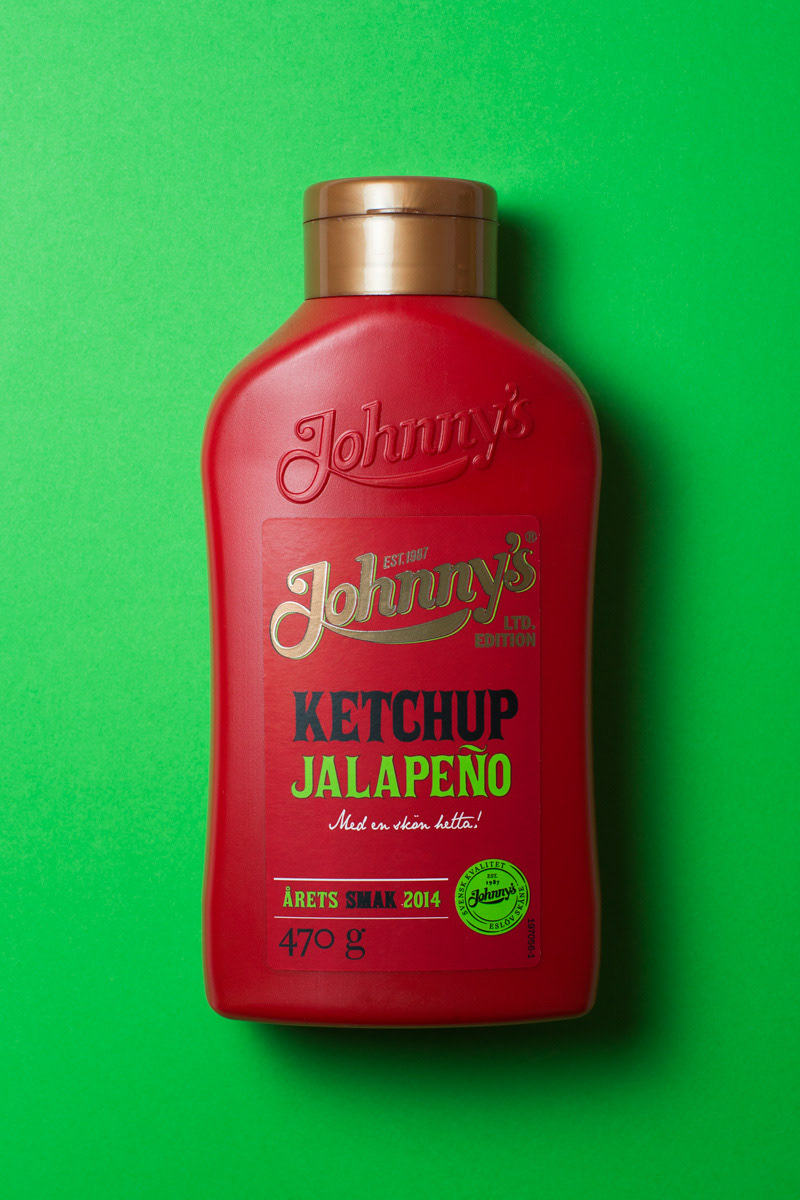 Johnny's
EST. 1987
Johnny's®
LTD.
EDITION
KETCHUP
JALAPEÑO
Med en skön hetta!
ÅRETS SMAK 2014
470 g
SVENSK KVALITET
EST.
1987
Johnny's
ESLÖV SKÅNE